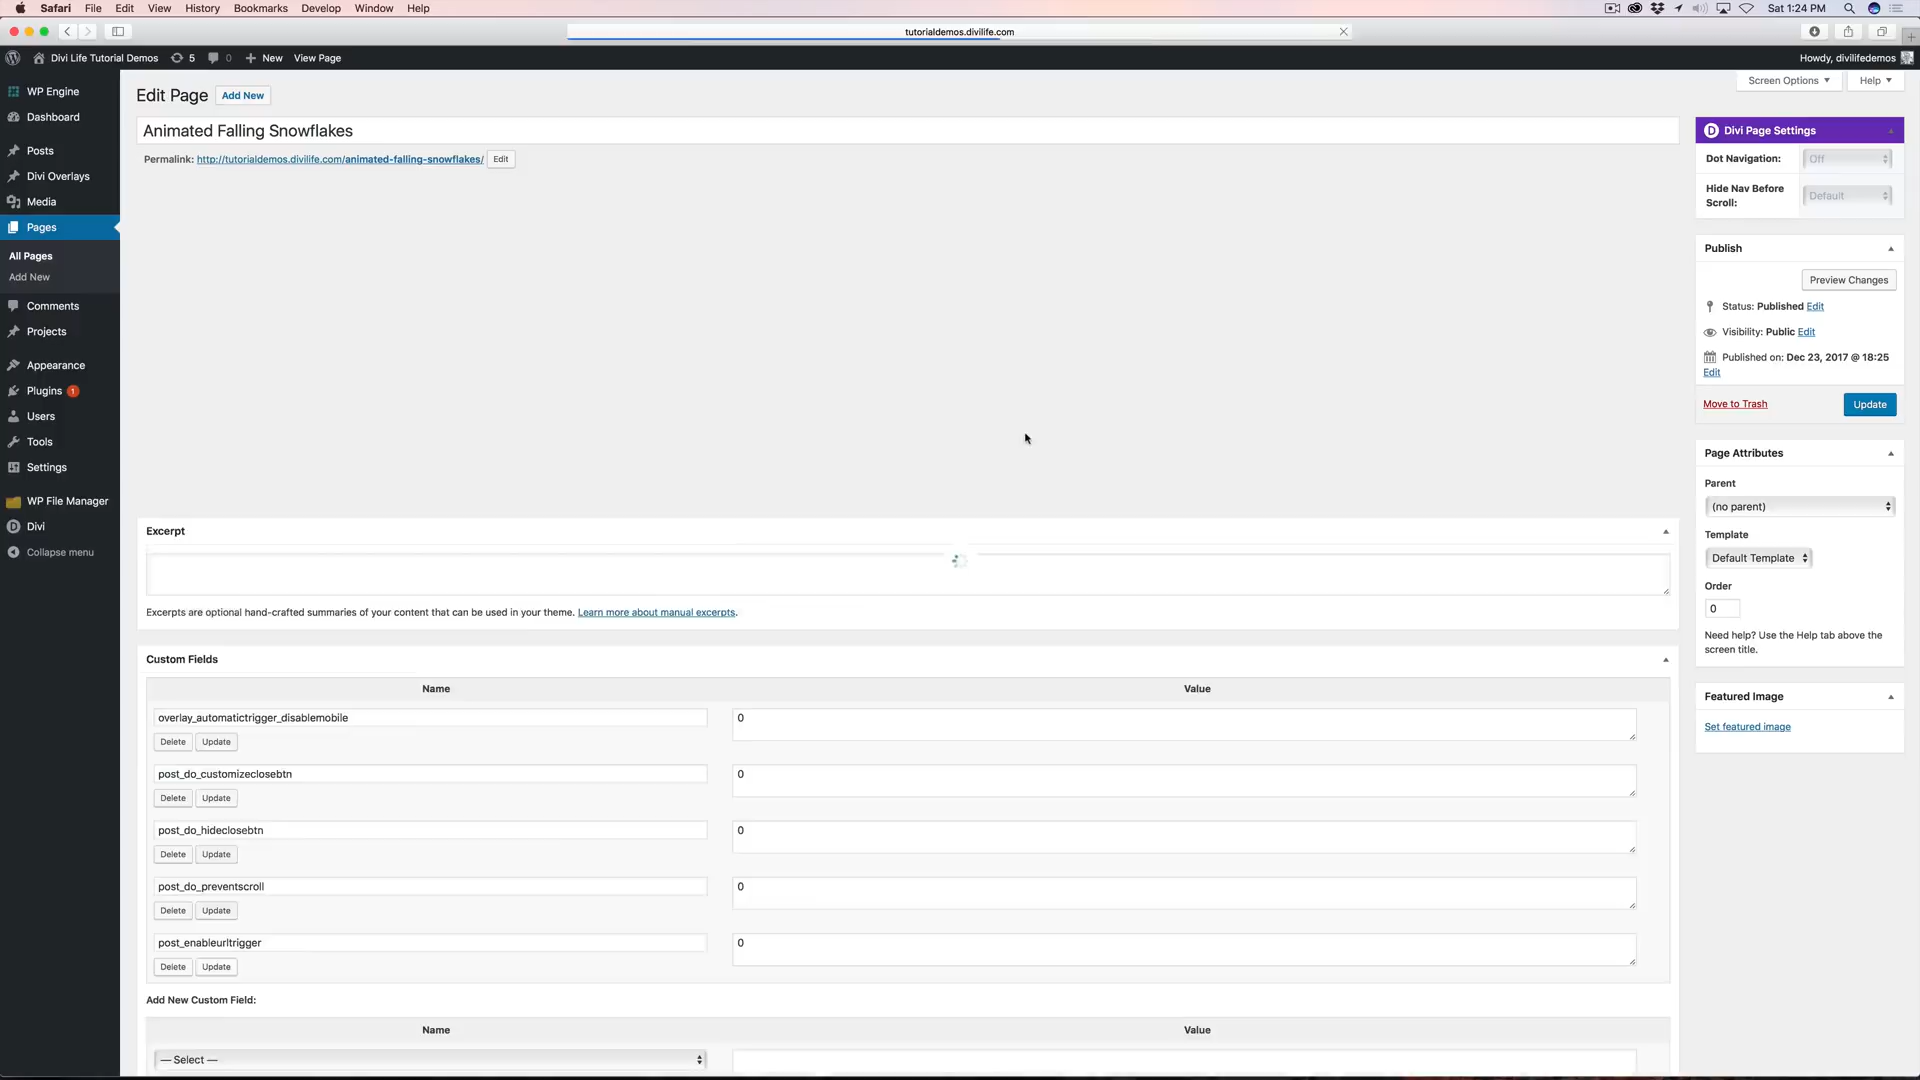 Safari File Edit View History Bookmarks Develop Window Help Sat 1:24 PM
tutorialdemos.divilife.com
Divi Life Tutorial Demos 5 0 New View Page Howdy, divilifedemos
WP Engine
Dashboard
Posts
Divi Overlays
Media
Pages
All Pages
Add New
Comments
Projects
Appearance
Plugins 1
Users
Tools
Settings
WP File Manager
Divi
Collapse menu
Screen Options Help
Edit Page Add New
Animated Falling Snowflakes
Permalink: http://tutorialdemos.divilife.com/animated-falling-snowflakes/ Edit
Excerpt
Excerpts are optional hand-crafted summaries of your content that can be used in your theme. Learn more about manual excerpts.
Custom Fields
Name Value
overlay_automatictrigger_disablemobile 0
Delete Update
post_do_customizeclosebtn 0
Delete Update
post_do_hideclosebtn 0
Delete Update
post_do_preventscroll 0
Delete Update
post_enableurltrigger 0
Delete Update
Add New Custom Field:
Name Value
— Select —
Divi Page Settings
Dot Navigation: Off
Hide Nav Before
Scroll: Default
Publish
Preview Changes
Status: Published Edit
Visibility: Public Edit
Published on: Dec 23, 2017 @ 18:25
Edit
Move to Trash Update
Page Attributes
Parent
(no parent)
Template
Default Template
Order
0
Need help? Use the Help tab above the
screen title.
Featured Image
Set featured image